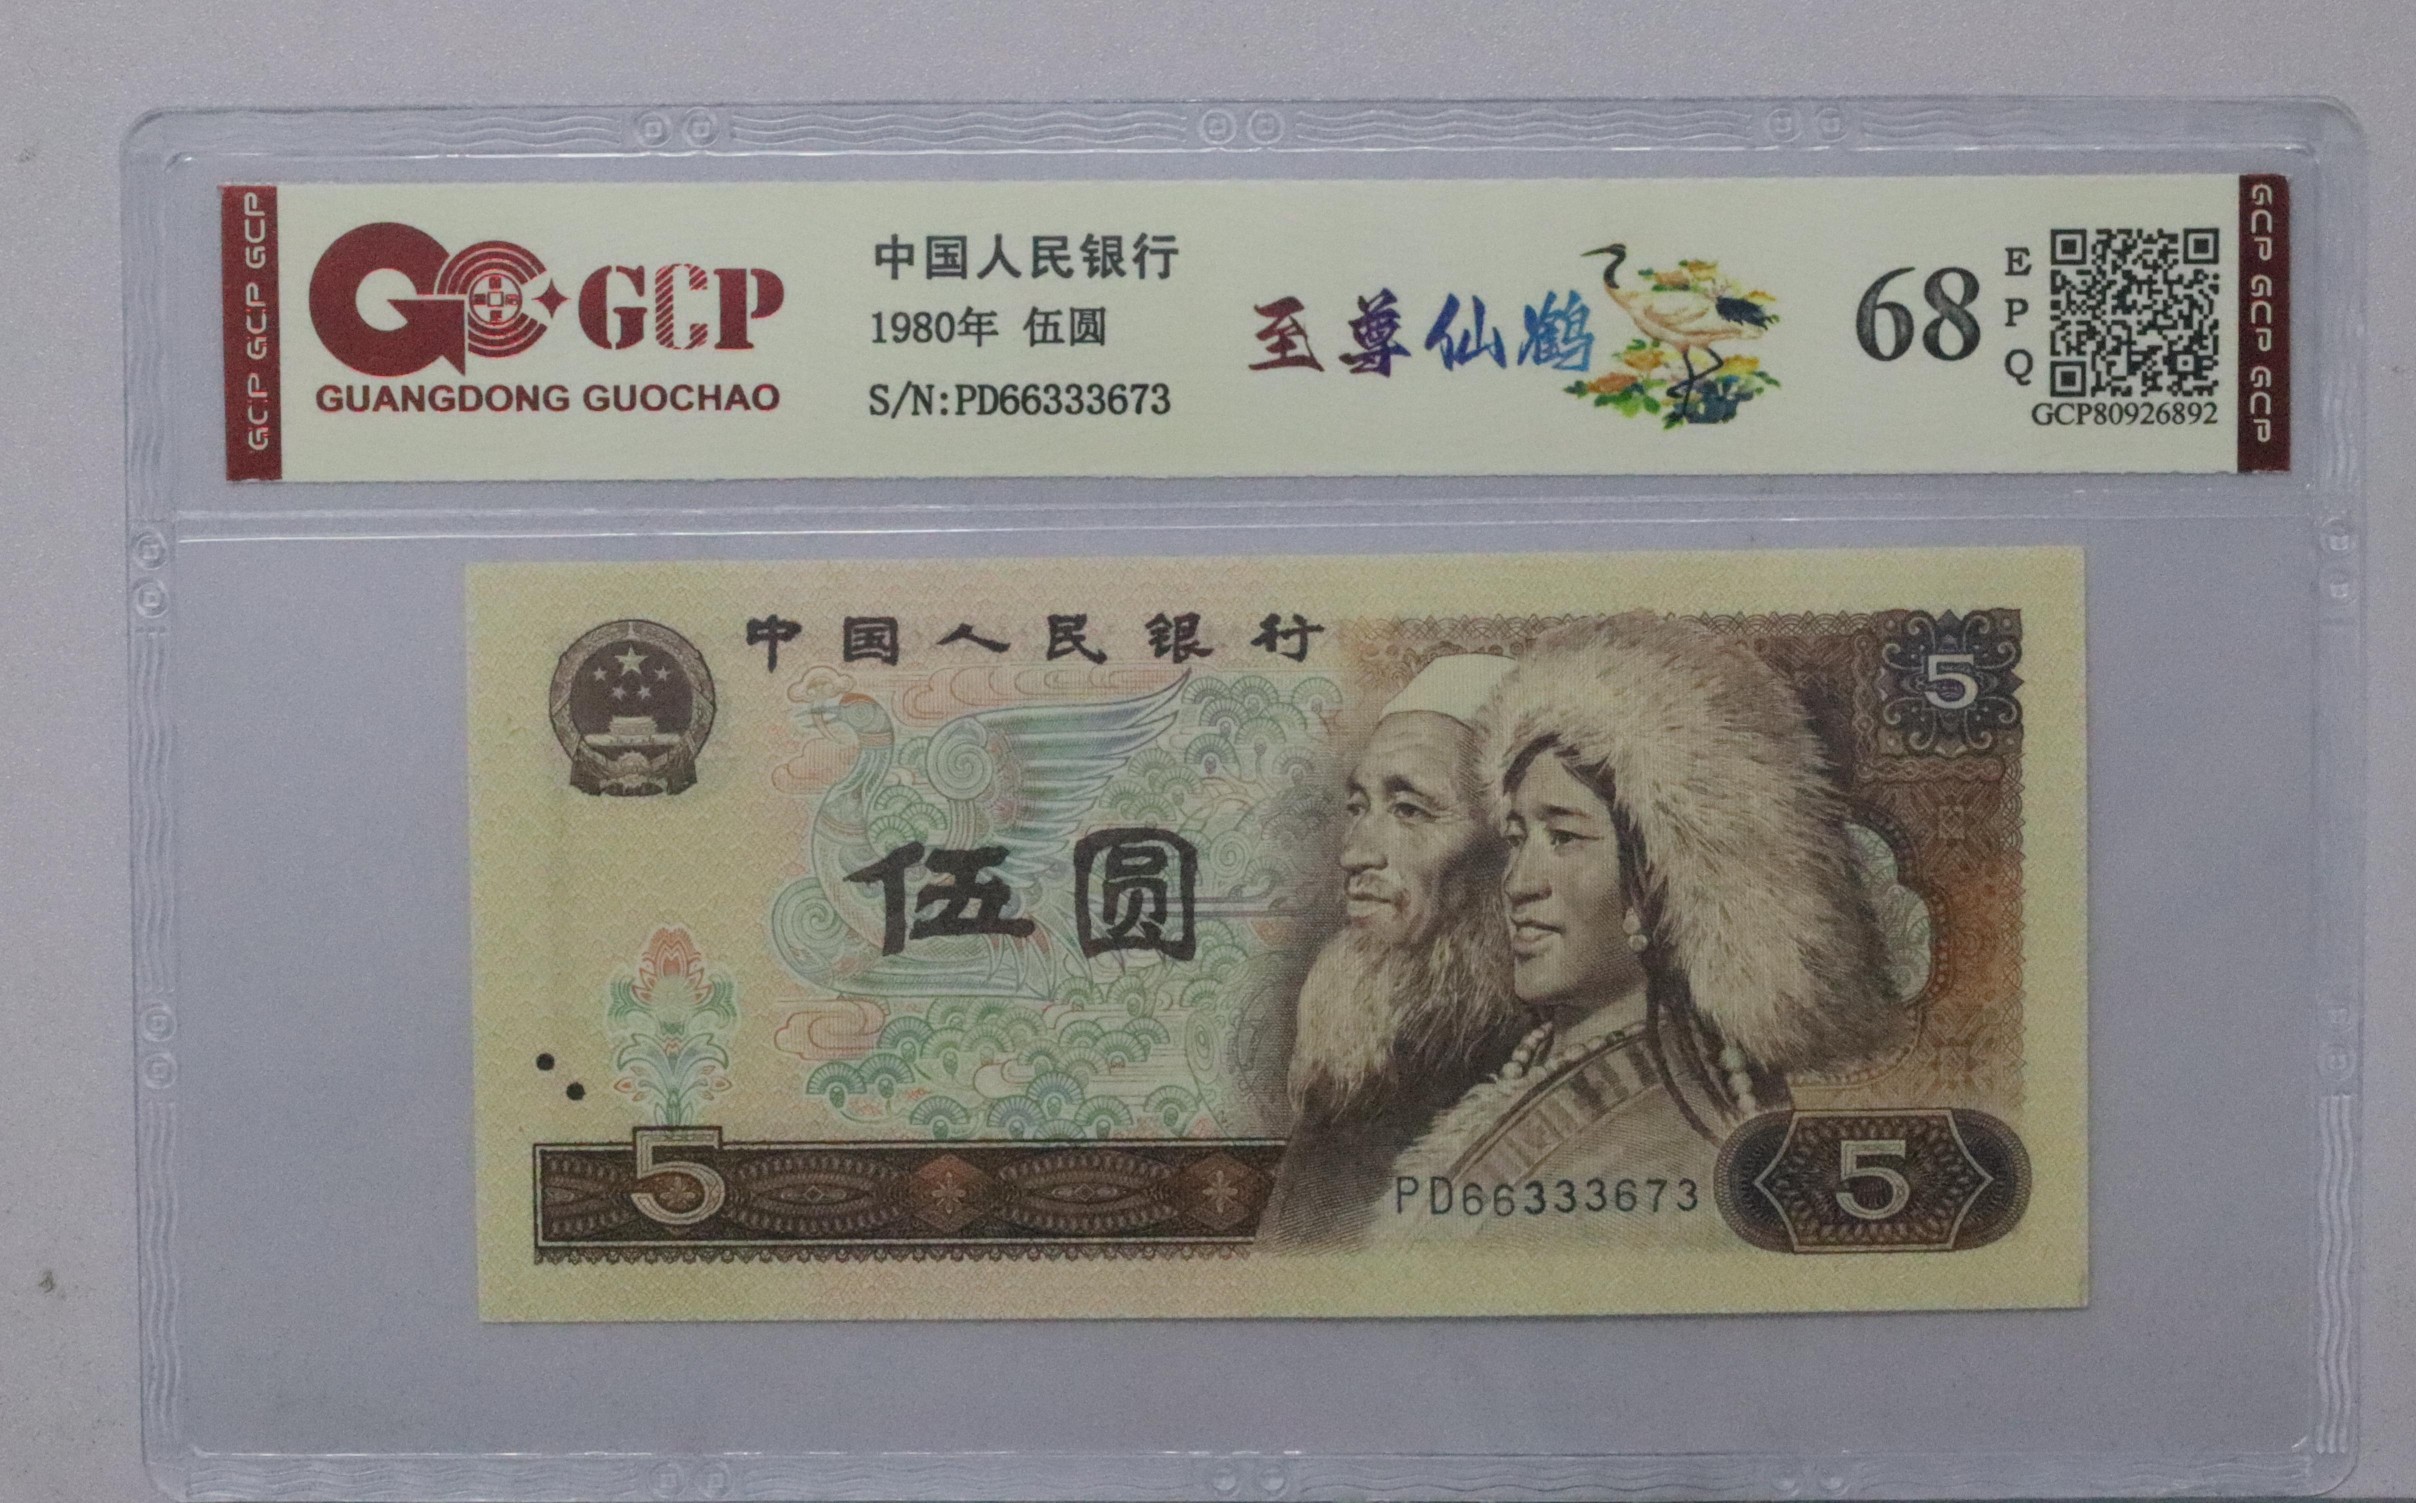 GCP GCP GCP
GCP
GUANGDONG GUOCHAO
中国人民银行
1980年 伍圆
S/N:PD66333673
至尊仙鹤
68
EPQ
GCP80926892
GCP GCP GCP
中国人民银行
5
伍圆
5
PD66333673
5